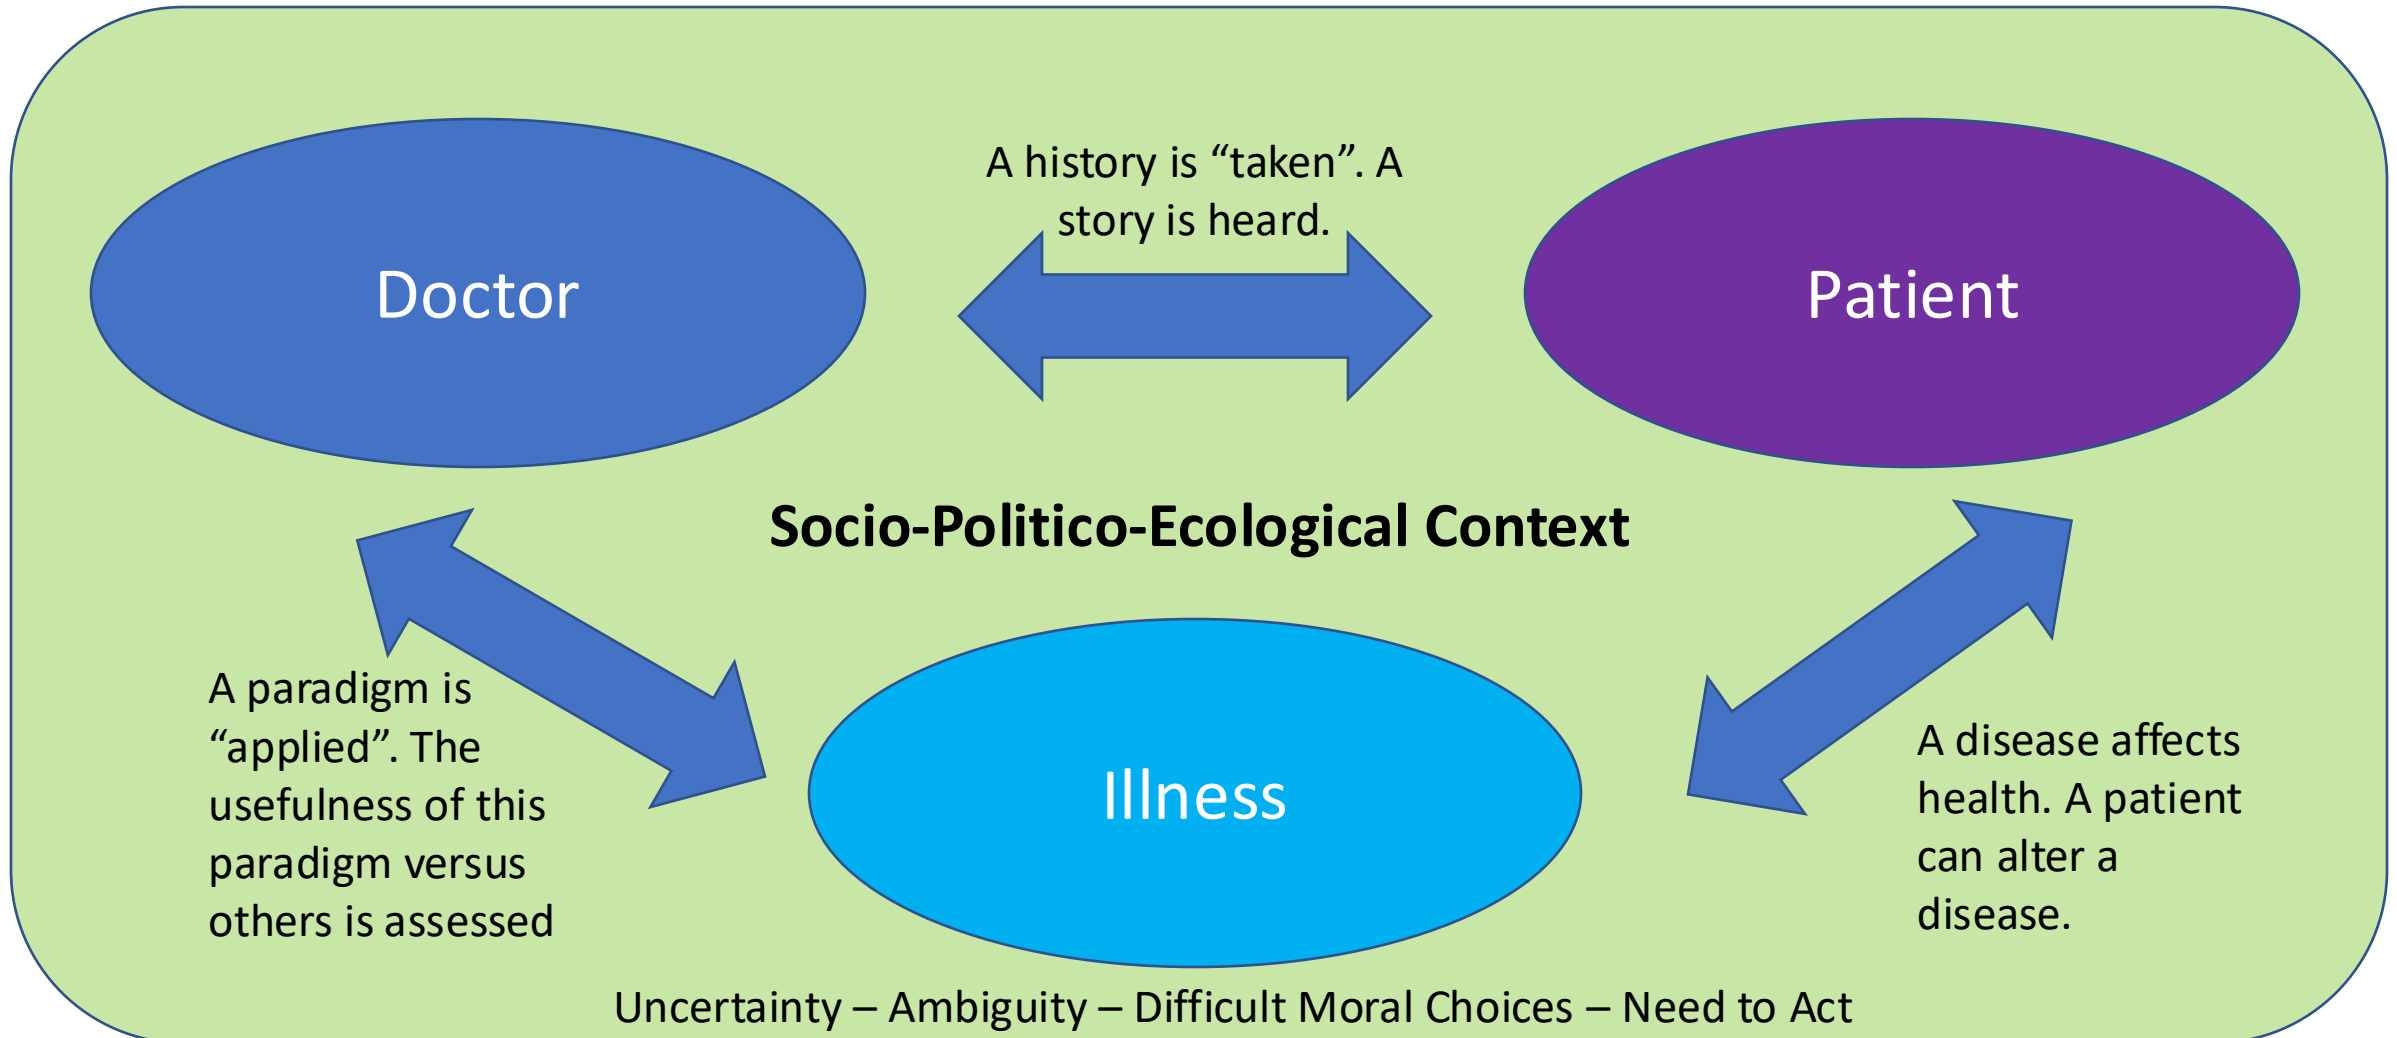 A history is “taken”. A
story is heard.
Doctor
Patient
Socio-Politico-Ecological Context
A paradigm is
“applied”. The
usefulness of this
paradigm versus
others is assessed
Illness
A disease affects
health. A patient
can alter a
disease.
Uncertainty – Ambiguity – Difficult Moral Choices – Need to Act